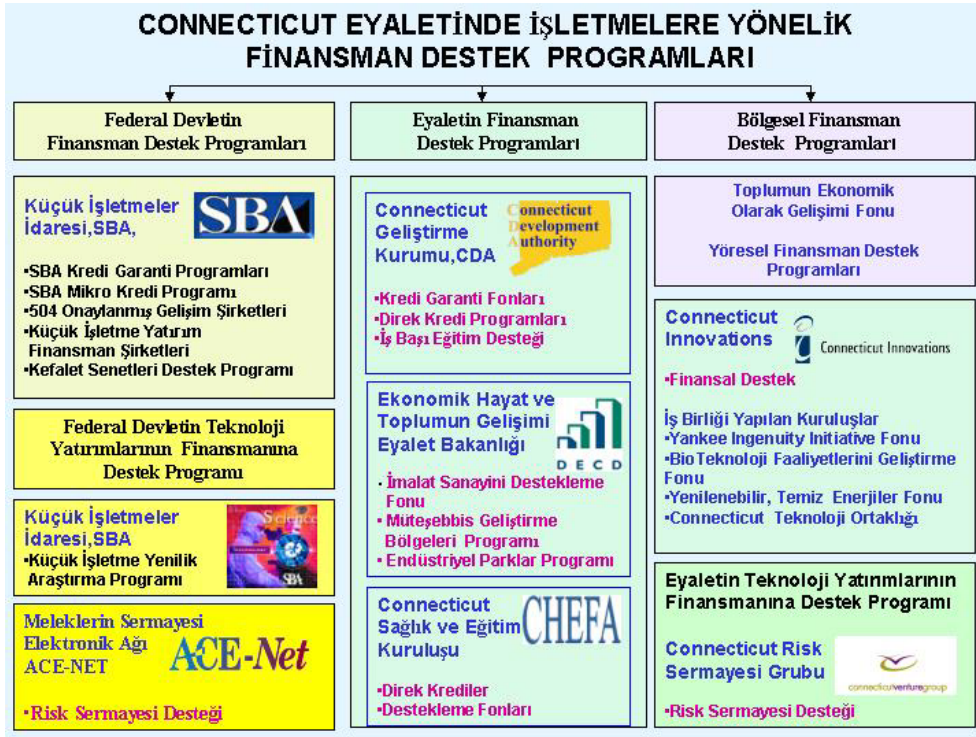 CONNECTICUT EYALETİNDE İŞLETMELERE YÖNELİK
FİNANSMAN DESTEK PROGRAMLARI
Federal Devletin
Finansman Destek Programları
Küçük İşletmeler
İdaresi,SBA,
SBA
•SBA Kredi Garanti Programları
•SBA Mikro Kredi Programı
•504 Onaylanmış Gelişim Şirketleri
•Küçük İşletme Yatırım
Finansman Şirketleri
•Kefalet Senetleri Destek Programı
Federal Devletin Teknoloji
Yatırımlarının Finansmanına
Destek Programı
Küçük İşletmeler
İdaresi,SBA
Science
SBA
•Küçük İşletme Yenilik
Araştırma Programı
Meleklerin Sermayesi
Elektronik Ağı
ACE-NET
ACE-Net
•Risk Sermayesi Desteği
Eyaletin Finansman
Destek Programları
Connecticut
Geliştirme
Kurumu,CDA
Connecticut
Development
Authority
•Kredi Garanti Fonları
•Direk Kredi Programları
•İş Başı Eğitim Desteği
Ekonomik Hayat ve
Toplumun Gelişimi
Eyalet Bakanlığı
DECD
• İmalat Sanayini Destekleme
Fonu
• Müteşebbis Geliştirme
Bölgeleri Programı
• Endüstriyel Parklar Programı
Connecticut
Sağlık ve Eğitim
Kuruluşu
CHEFA
•Direk Krediler
•Destekleme Fonları
Bölgesel Finansman
Destek Programları
Toplumun Ekonomik
Olarak Gelişimi Fonu
Yöresel Finansman Destek
Programları
Connecticut
Innovations
Connecticut Innovations
•Finansal Destek
İş Birliği Yapılan Kuruluşlar
•Yankee Ingenuity Initiative Fonu
•BioTeknoloji Faaliyetlerini Geliştirme
Fonu
•Yenilenebilir, Temiz Enerjiler Fonu
•Connecticut Teknoloji Ortaklığı
Eyaletin Teknoloji Yatırımlarının
Finansmanına Destek Programı
Connecticut Risk
Sermayesi Grubu
connecticutventuregroup
•Risk Sermayesi Desteği